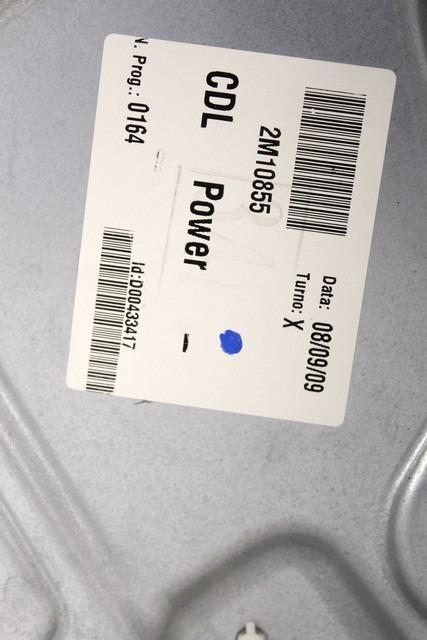 Data: 08/09/09
Turno: X
2M10855
CDL Power -
N. Prog.: 0164
Id:D00433417